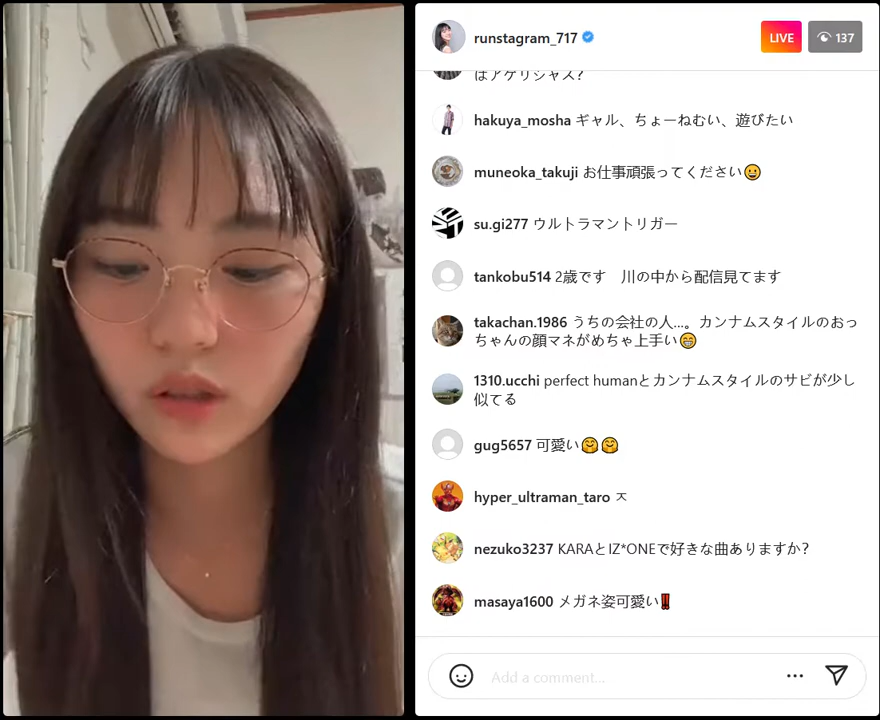 runstagram_717
LIVE
137
はアゲリシャス?
hakuya_mosha ギャル、ちょーねむい、遊びたい
muneoka_takuji お仕事頑張ってください😀
su.gi277 ウルトラマントリガー
tankobu514 2歳です　川の中から配信見てます
takachan.1986 うちの会社の人...。カンナムスタイルのおっ
ちゃんの顔マネがめちゃ上手い😁
1310.ucchi perfect humanとカンナムスタイルのサビが少し
似てる
gug5657 可愛い🤗🤗
hyper_ultraman_taro ㅈ
nezuko3237 KARAとIZ*ONEで好きな曲ありますか?
masaya1600 メガネ姿可愛い‼️
Add a comment...